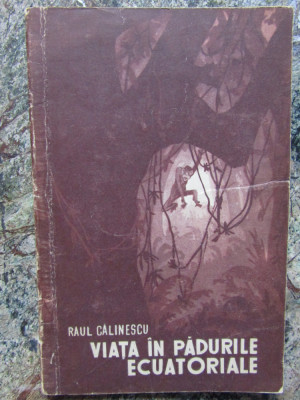 RAUL CĂLINESCU
VIAȚA ÎN PĂDURILE
ECUATORIALE